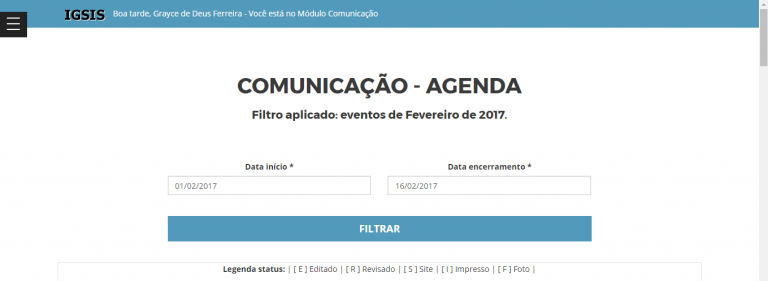 IGSIS Boa tarde, Grayce de Deus Ferreira - Você está no Módulo Comunicação
COMUNICAÇÃO - AGENDA
Filtro aplicado: eventos de Fevereiro de 2017.
Data início * Data encerramento *
01/02/2017 16/02/2017
FILTRAR
Legenda status: | [ E ] Editado | [ R ] Revisado | [ S ] Site | [ I ] Impresso | [ F ] Foto |